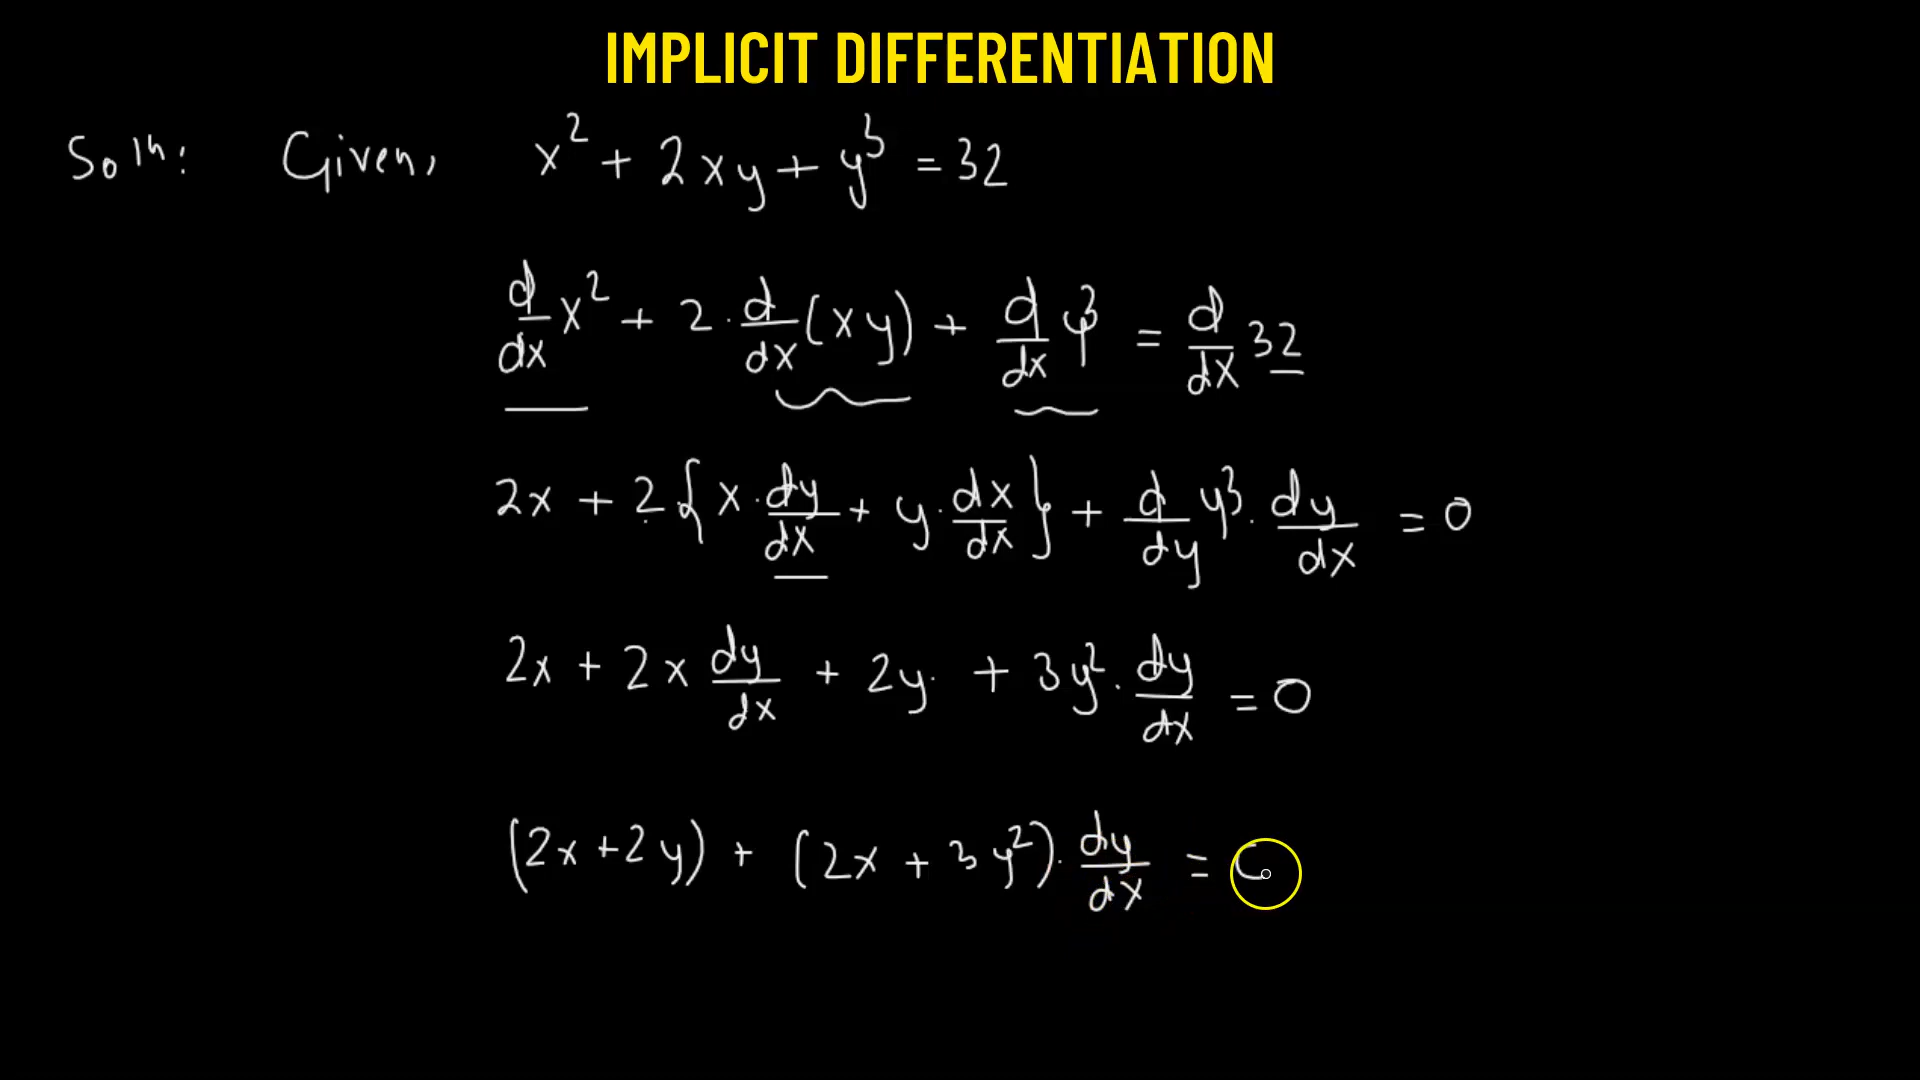 IMPLICIT DIFFERENTIATION
Soln: Given, x² + 2xy + y³ = 32
d/dx x² + 2 · d/dx (xy) + d/dx y³ = d/dx 32
2x + 2 · { x · dy/dx + y · dx/dx } + d/dy y³ · dy/dx = 0
2x + 2x dy/dx + 2y · + 3y² · dy/dx = 0
(2x + 2y) + (2x + 3y²) · dy/dx =